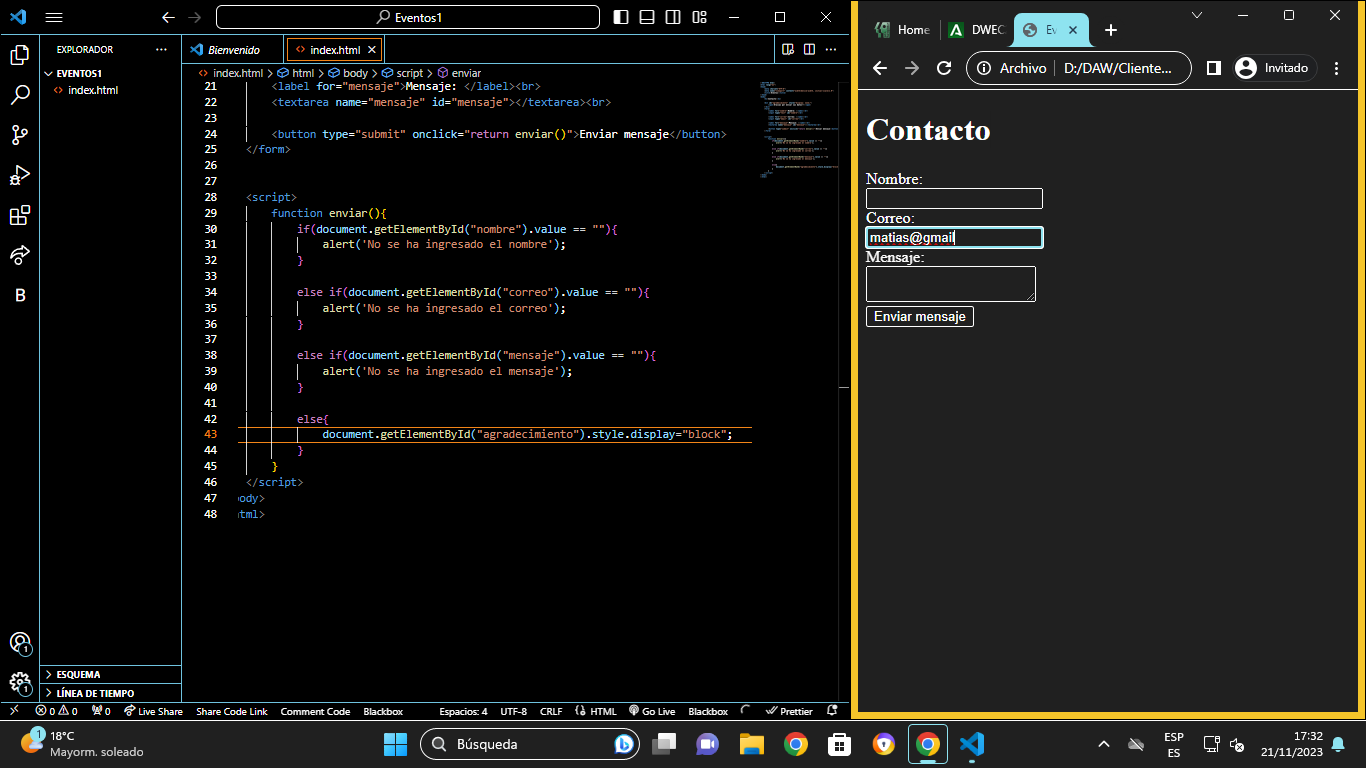 Eventos1
EXPLORADOR
Bienvenido
index.html
EVENTOS1
index.html
index.html > html > body > script > enviar
21 <label for="mensaje">Mensaje: </label><br>
22 <textarea name="mensaje" id="mensaje"></textarea><br>
23
24 <button type="submit" onclick="return enviar()">Enviar mensaje</button>
25 </form>
26
27
28 <script>
29 function enviar(){
30 if(document.getElementById("nombre").value == ""){
31 alert('No se ha ingresado el nombre');
32 }
33
34 else if(document.getElementById("correo").value == ""){
35 alert('No se ha ingresado el correo');
36 }
37
38 else if(document.getElementById("mensaje").value == ""){
39 alert('No se ha ingresado el mensaje');
40 }
41
42 else{
43 document.getElementById("agradecimiento").style.display="block";
44 }
45 }
46 </script>
47 ody>
48 tml>
B
1
1
ESQUEMA
LÍNEA DE TIEMPO
0 0 0 Live Share Share Code Link Comment Code Blackbox Espacios: 4 UTF-8 CRLF HTML Go Live Blackbox Prettier
Home
DWEC
Ev
Archivo D:/DAW/Cliente...
Invitado
Contacto
Nombre:
Correo:
matias@gmail
Mensaje:
Enviar mensaje
1
18°C
Mayorm. soleado
Búsqueda
ESP
ES
17:32
21/11/2023